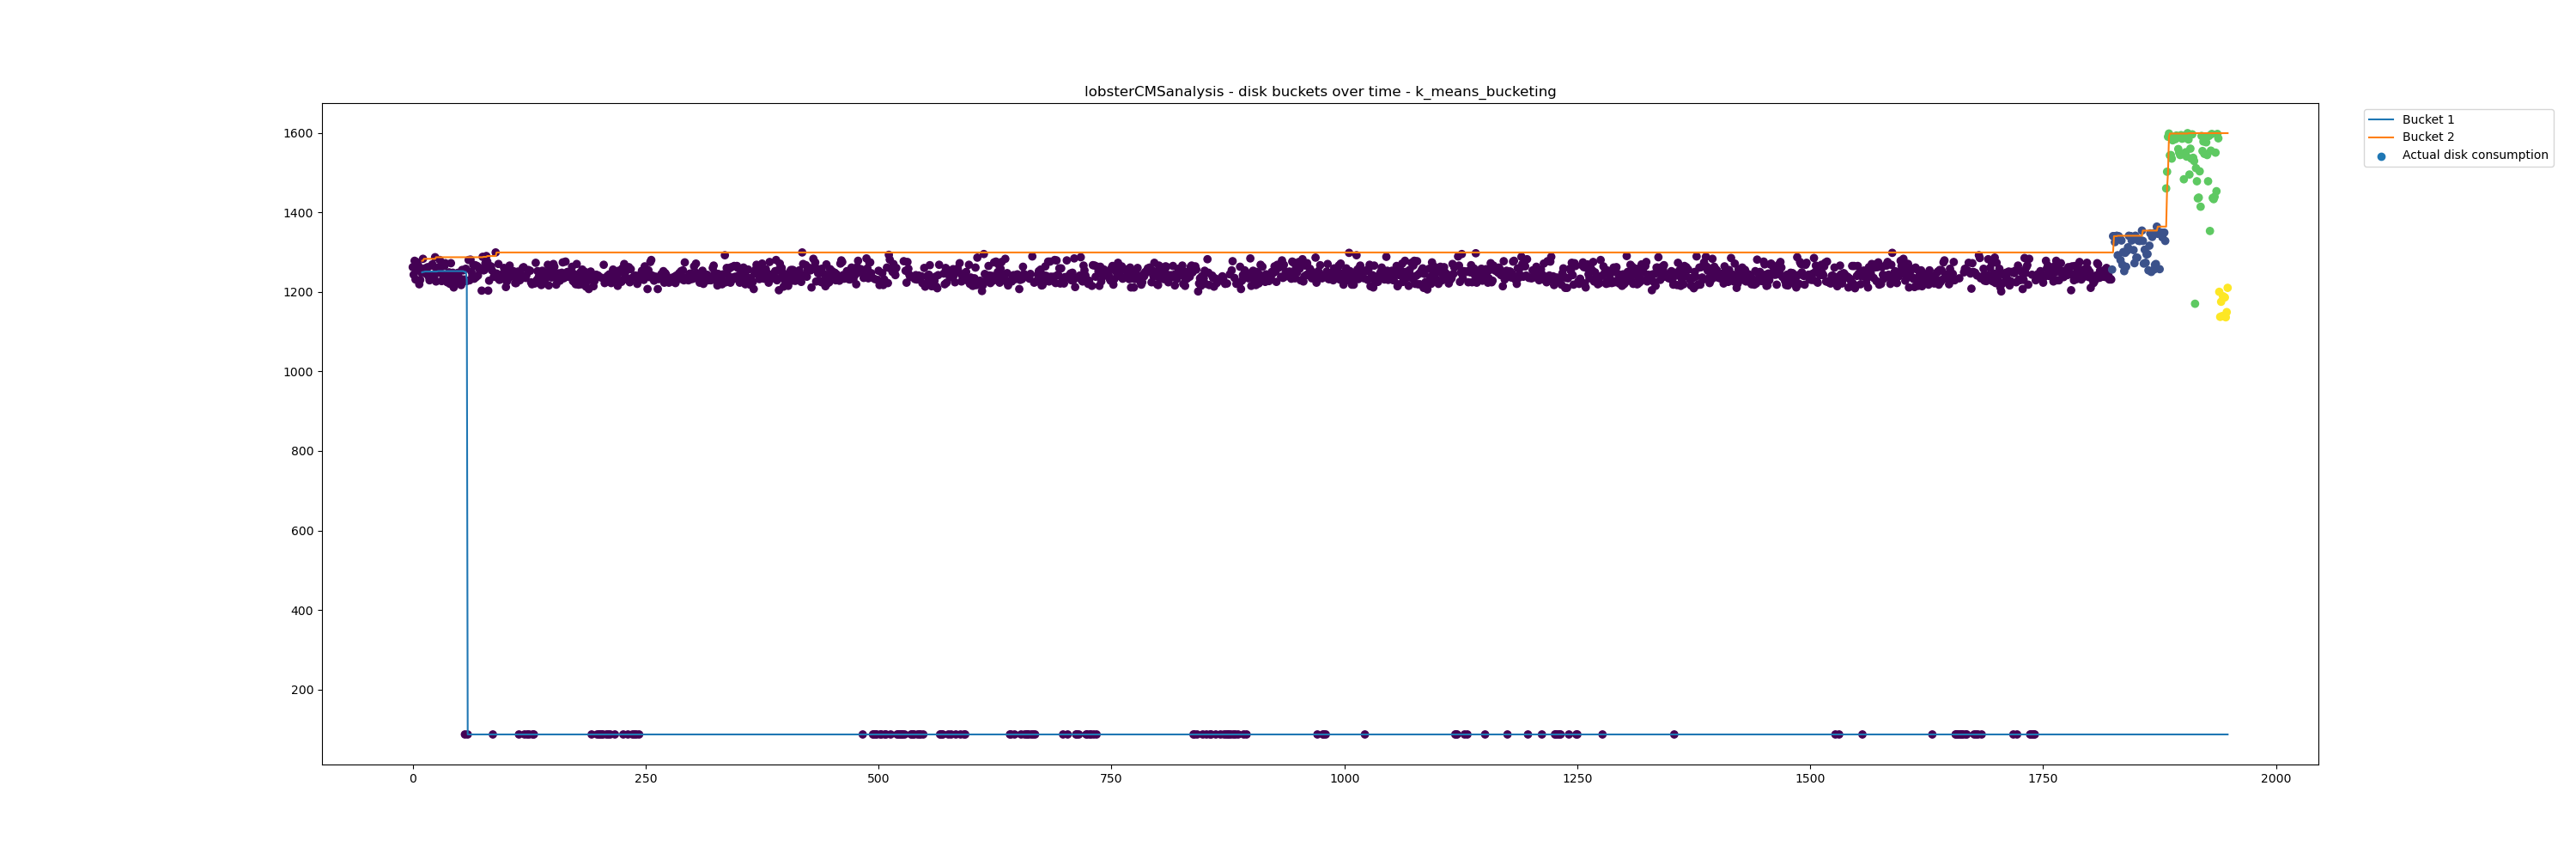 lobsterCMSanalysis - disk buckets over time - k_means_bucketing
Bucket 1
Bucket 2
Actual disk consumption
1600
1400
1200
1000
800
600
400
200
0 250 500 750 1000 1250 1500 1750 2000